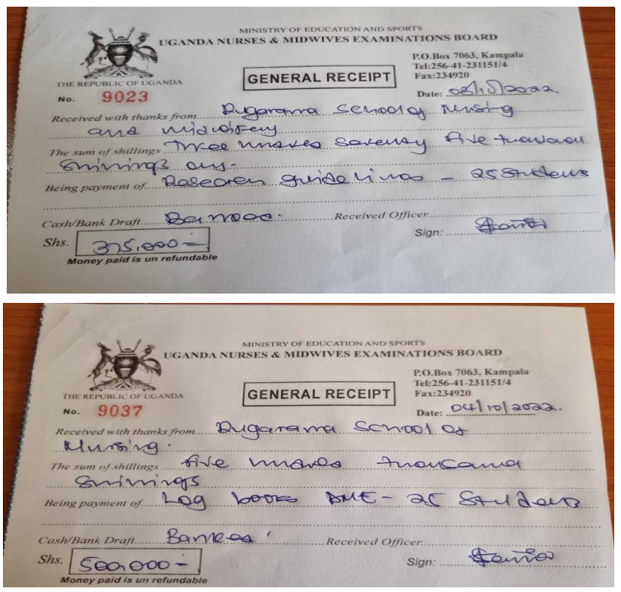 MINISTRY OF EDUCATION AND SPORTS
UGANDA NURSES & MIDWIVES EXAMINATIONS BOARD
P.O.Box 7063, Kampala
Tel:256-41-231151/4
Fax:234920
THE REPUBLIC OF UGANDA
GENERAL RECEIPT
No. 9023
Date: /10/2022.
Received with thanks from Rugarama School of Nursing
and midwifery
The sum of shillings Three hundred seventy five thousand
Shillings only.
Being payment of Research guidelines - 25 Students
Cash/Bank Draft Banked. Received Officer
Shs. 375,000=
Sign:
Money paid is un refundable
MINISTRY OF EDUCATION AND SPORTS
UGANDA NURSES & MIDWIVES EXAMINATIONS BOARD
P.O.Box 7063, Kampala
Tel:256-41-231151/4
Fax:234920
THE REPUBLIC OF UGANDA
GENERAL RECEIPT
No. 9037
Date: 04/10/2022.
Received with thanks from Rugarama School of
Nursing.
The sum of shillings five hundred thousand
Shillings
Being payment of Log books DME - 25 Students
Cash/Bank Draft Banked Received Officer
Shs. 500,000=
Sign:
Money paid is un refundable